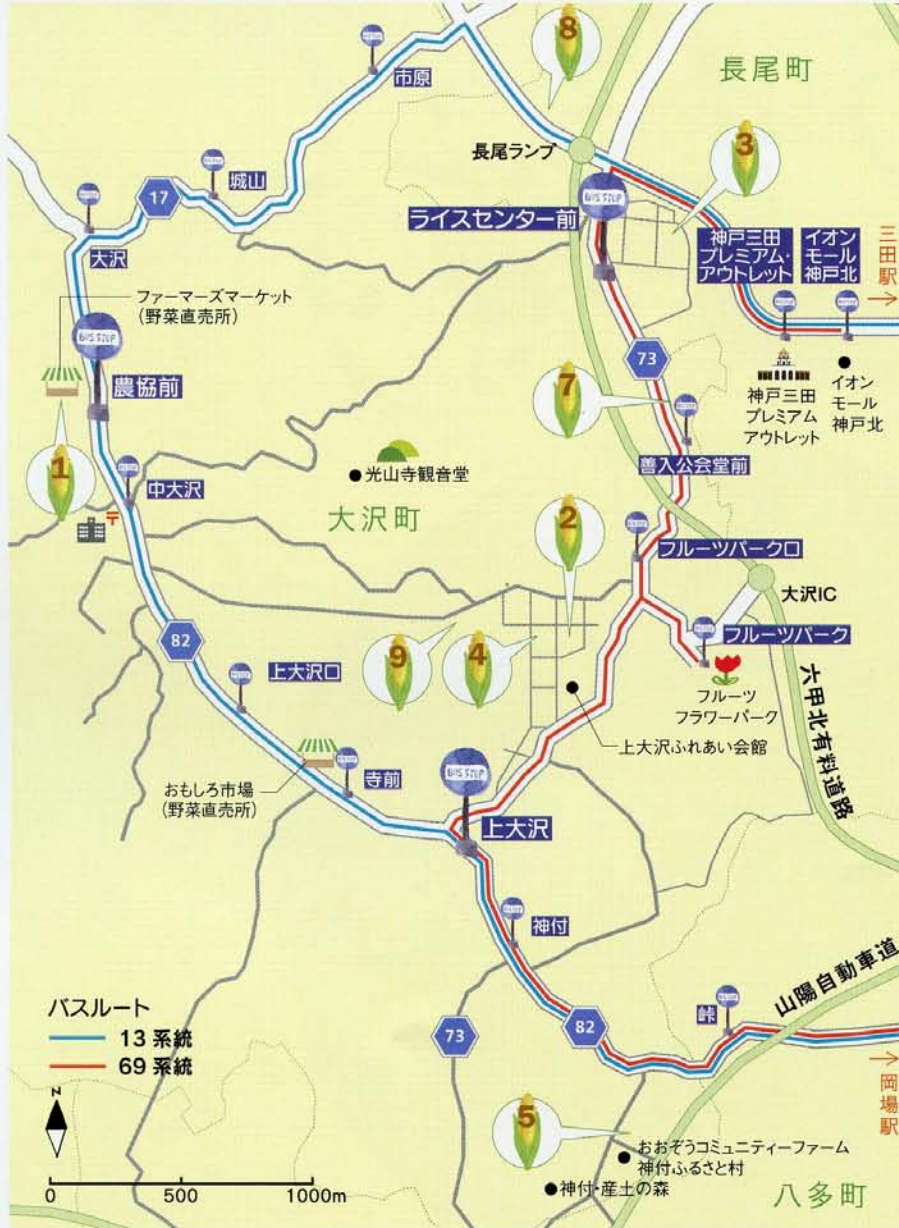 8
長尾町
市原
3
長尾ランプ
城山
17
ライスセンター前
BUS STOP
神戸三田
プレミアム・
アウトレット
イオン
モール
神戸北
三田駅
大沢
ファーマーズマーケット
(野菜直売所)
BUS STOP
農協前
73
7
神戸三田
プレミアム
アウトレット
イオン
モール
神戸北
1
光山寺観音堂
善入公会堂前
中大沢
〒
大沢町
2
フルーツパーク口
大沢IC
82
9
4
フルーツパーク
上大沢口
フルーツ
フラワーパーク
六甲北有料道路
上大沢ふれあい会館
おもしろ市場
(野菜直売所)
寺前
BUS STOP
上大沢
神付
山陽自動車道
バスルート
13 系統
69 系統
73
82
峠
岡場駅
N
5
おおぞうコミュニティーファーム
神付ふるさと村
神付・産土の森
八多町
0 500 1000m